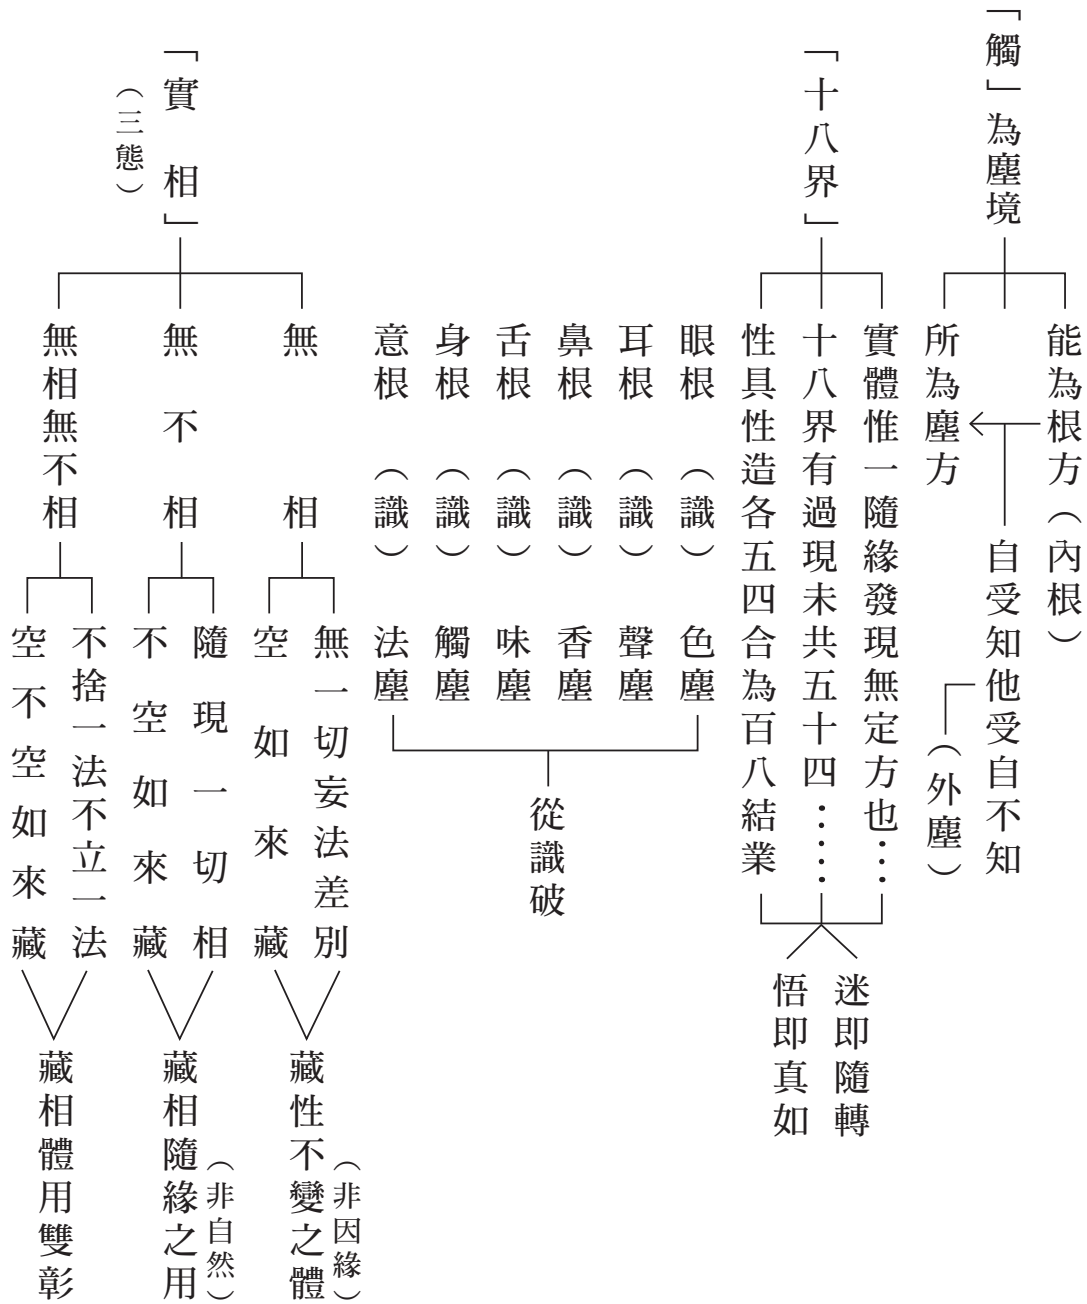 「觸」為塵境
能為根方（內根）
自受知他受自不知
（外塵）
所為塵方
「十八界」
實體惟一隨緣發現無定方也…
十八界有過現未共五十四……
性具性造各五四合為百八結業
迷即隨轉
悟即真如
眼根（識）色塵
耳根（識）聲塵
鼻根（識）香塵
舌根（識）味塵
身根（識）觸塵
意根（識）法塵
從識破
「實相」
（三態）
無相
無一切妄法差別
空如來藏
（非因緣）
藏性不變之體
無不相
隨現一切相
不空如來藏
（非自然）
藏相隨緣之用
無相無不相
不捨一法不立一法
空不空如來藏
藏相體用雙彰